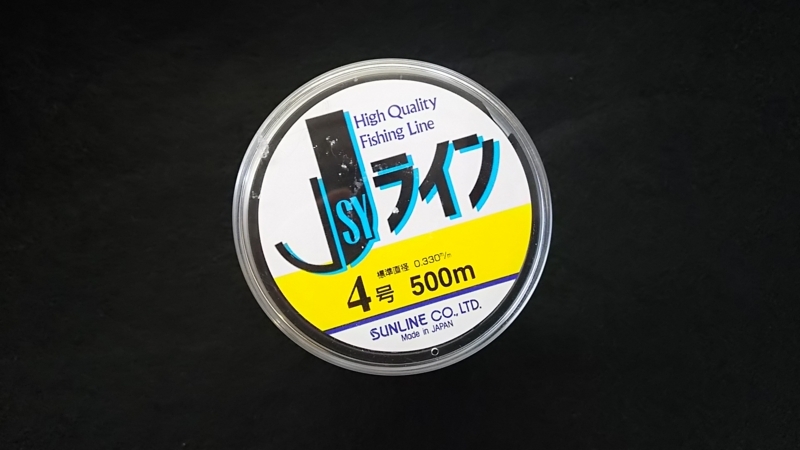 High Quality
Fishing Line
J SY ライン
標準直径 0.330m/m
4号 500m
SUNLINE CO., LTD.
Made in JAPAN